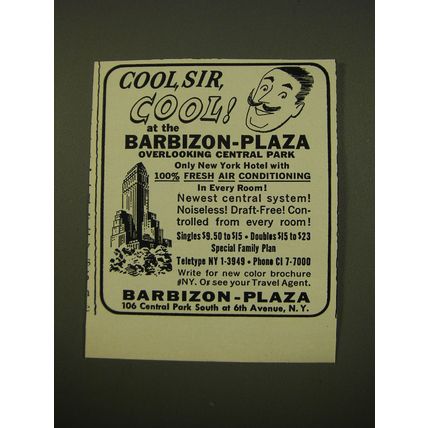 COOL, SIR,
COOL!
at the
BARBIZON-PLAZA
OVERLOOKING CENTRAL PARK
Only New York Hotel with
100% FRESH AIR CONDITIONING
In Every Room!
Newest central system!
Noiseless! Draft-Free! Con-
trolled from every room!
Singles $9.50 to $15 • Doubles $15 to $23
Special Family Plan
Teletype NY 1-3949 • Phone CI 7-7000
Write for new color brochure
#NY. Or see your Travel Agent.
BARBIZON-PLAZA
106 Central Park South at 6th Avenue, N.Y.